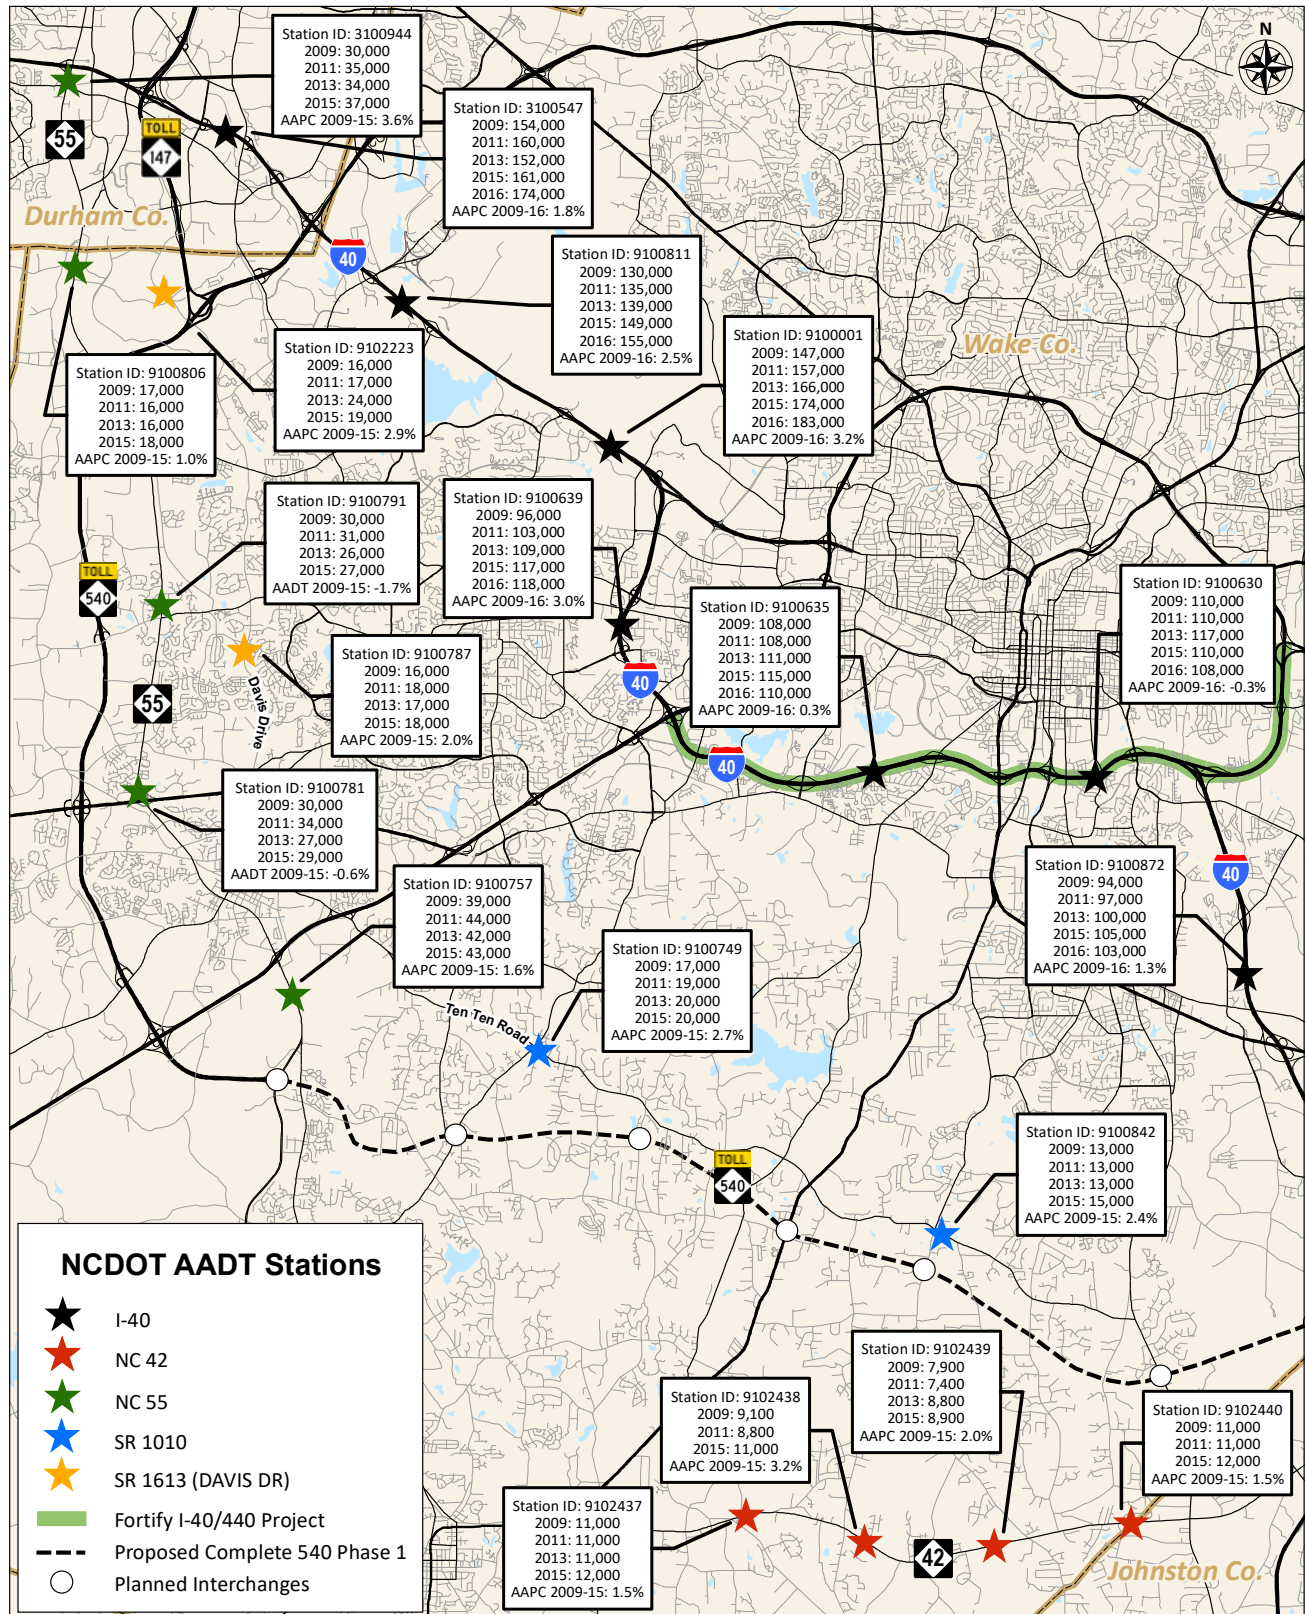 Station ID: 3100944
2009: 30,000
2011: 35,000
2013: 34,000
2015: 37,000
AAPC 2009-15: 3.6%
N
Station ID: 3100547
2009: 154,000
2011: 160,000
2013: 152,000
2015: 161,000
2016: 174,000
AAPC 2009-16: 1.8%
55
TOLL
147
Durham Co.
40
Station ID: 9100811
2009: 130,000
2011: 135,000
2013: 139,000
2015: 149,000
2016: 155,000
AAPC 2009-16: 2.5%
Station ID: 9100001
2009: 147,000
2011: 157,000
2013: 166,000
2015: 174,000
2016: 183,000
AAPC 2009-16: 3.2%
Wake Co.
Station ID: 9102223
2009: 16,000
2011: 17,000
2013: 24,000
2015: 19,000
AAPC 2009-15: 2.9%
Station ID: 9100806
2009: 17,000
2011: 16,000
2013: 16,000
2015: 18,000
AAPC 2009-15: 1.0%
Station ID: 9100791
2009: 30,000
2011: 31,000
2013: 26,000
2015: 27,000
AADT 2009-15: -1.7%
Station ID: 9100639
2009: 96,000
2011: 103,000
2013: 109,000
2015: 117,000
2016: 118,000
AAPC 2009-16: 3.0%
TOLL
540
Station ID: 9100635
2009: 108,000
2011: 108,000
2013: 111,000
2015: 115,000
2016: 110,000
AAPC 2009-16: 0.3%
Station ID: 9100630
2009: 110,000
2011: 110,000
2013: 117,000
2015: 110,000
2016: 108,000
AAPC 2009-16: -0.3%
Station ID: 9100787
2009: 16,000
2011: 18,000
2013: 17,000
2015: 18,000
AAPC 2009-15: 2.0%
Davis Drive
55
40
40
Station ID: 9100781
2009: 30,000
2011: 34,000
2013: 27,000
2015: 29,000
AADT 2009-15: -0.6%
Station ID: 9100757
2009: 39,000
2011: 44,000
2013: 42,000
2015: 43,000
AAPC 2009-15: 1.6%
Station ID: 9100872
2009: 94,000
2011: 97,000
2013: 100,000
2015: 105,000
2016: 103,000
AAPC 2009-16: 1.3%
40
Station ID: 9100749
2009: 17,000
2011: 19,000
2013: 20,000
2015: 20,000
AAPC 2009-15: 2.7%
Ten Ten Road
Station ID: 9100842
2009: 13,000
2011: 13,000
2013: 13,000
2015: 15,000
AAPC 2009-15: 2.4%
TOLL
540
Station ID: 9102439
2009: 7,900
2011: 7,400
2013: 8,800
2015: 8,900
AAPC 2009-15: 2.0%
Station ID: 9102438
2009: 9,100
2011: 8,800
2015: 11,000
AAPC 2009-15: 3.2%
Station ID: 9102440
2009: 11,000
2011: 11,000
2015: 12,000
AAPC 2009-15: 1.5%
Station ID: 9102437
2009: 11,000
2011: 11,000
2013: 11,000
2015: 12,000
AAPC 2009-15: 1.5%
42
Johnston Co.
NCDOT AADT Stations
I-40
NC 42
NC 55
SR 1010
SR 1613 (DAVIS DR)
Fortify I-40/440 Project
Proposed Complete 540 Phase 1
Planned Interchanges